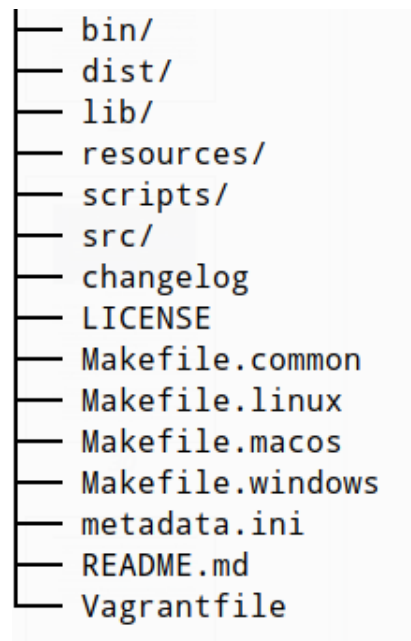 bin/
dist/
lib/
resources/
scripts/
src/
changelog
LICENSE
Makefile.common
Makefile.linux
Makefile.macos
Makefile.windows
metadata.ini
README.md
Vagrantfile